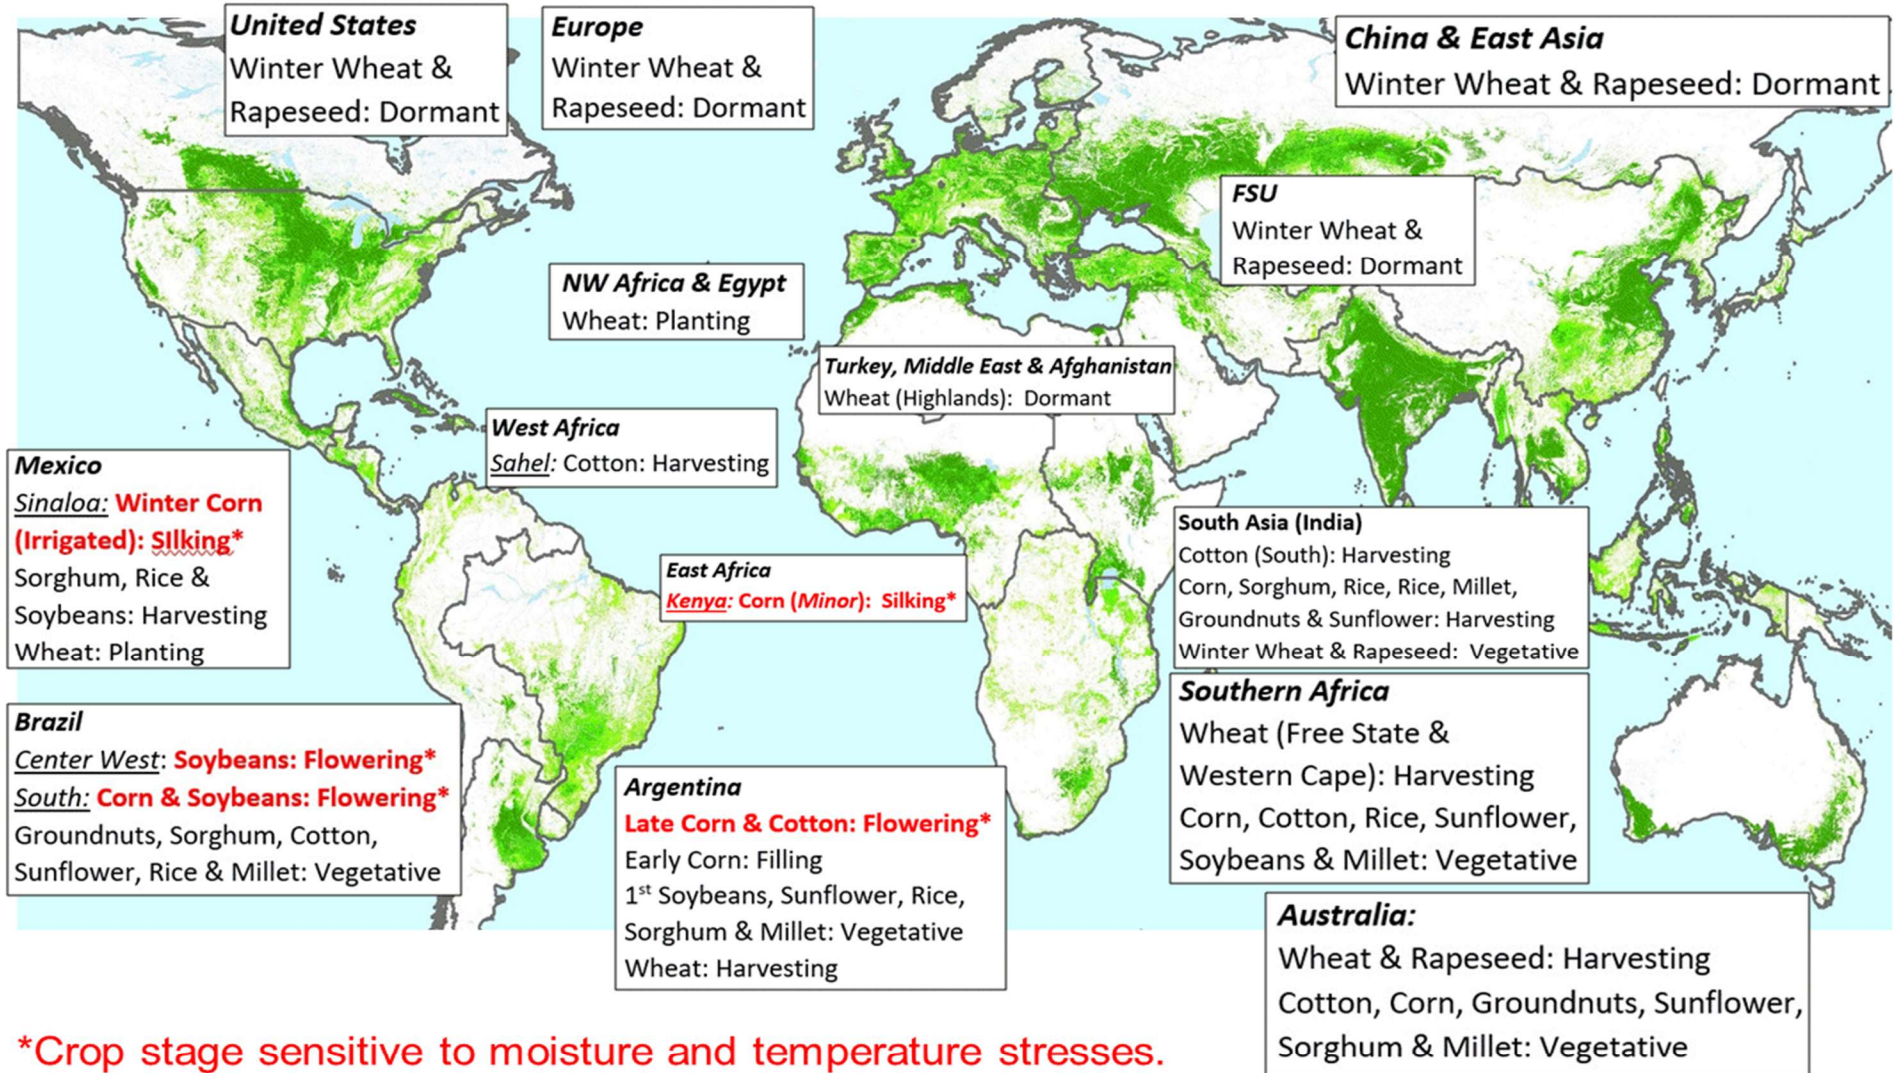 United States
Winter Wheat &
Rapeseed: Dormant
Europe
Winter Wheat &
Rapeseed: Dormant
China & East Asia
Winter Wheat & Rapeseed: Dormant
FSU
Winter Wheat &
Rapeseed: Dormant
NW Africa & Egypt
Wheat: Planting
Turkey, Middle East & Afghanistan
Wheat (Highlands): Dormant
West Africa
Sahel: Cotton: Harvesting
Mexico
Sinaloa: Winter Corn
(Irrigated): SIlking*
Sorghum, Rice &
Soybeans: Harvesting
Wheat: Planting
East Africa
Kenya: Corn (Minor): Silking*
South Asia (India)
Cotton (South): Harvesting
Corn, Sorghum, Rice, Rice, Millet,
Groundnuts & Sunflower: Harvesting
Winter Wheat & Rapeseed: Vegetative
Brazil
Center West: Soybeans: Flowering*
South: Corn & Soybeans: Flowering*
Groundnuts, Sorghum, Cotton,
Sunflower, Rice & Millet: Vegetative
Argentina
Late Corn & Cotton: Flowering*
Early Corn: Filling
1st Soybeans, Sunflower, Rice,
Sorghum & Millet: Vegetative
Wheat: Harvesting
Southern Africa
Wheat (Free State &
Western Cape): Harvesting
Corn, Cotton, Rice, Sunflower,
Soybeans & Millet: Vegetative
Australia:
Wheat & Rapeseed: Harvesting
Cotton, Corn, Groundnuts, Sunflower,
Sorghum & Millet: Vegetative
*Crop stage sensitive to moisture and temperature stresses.